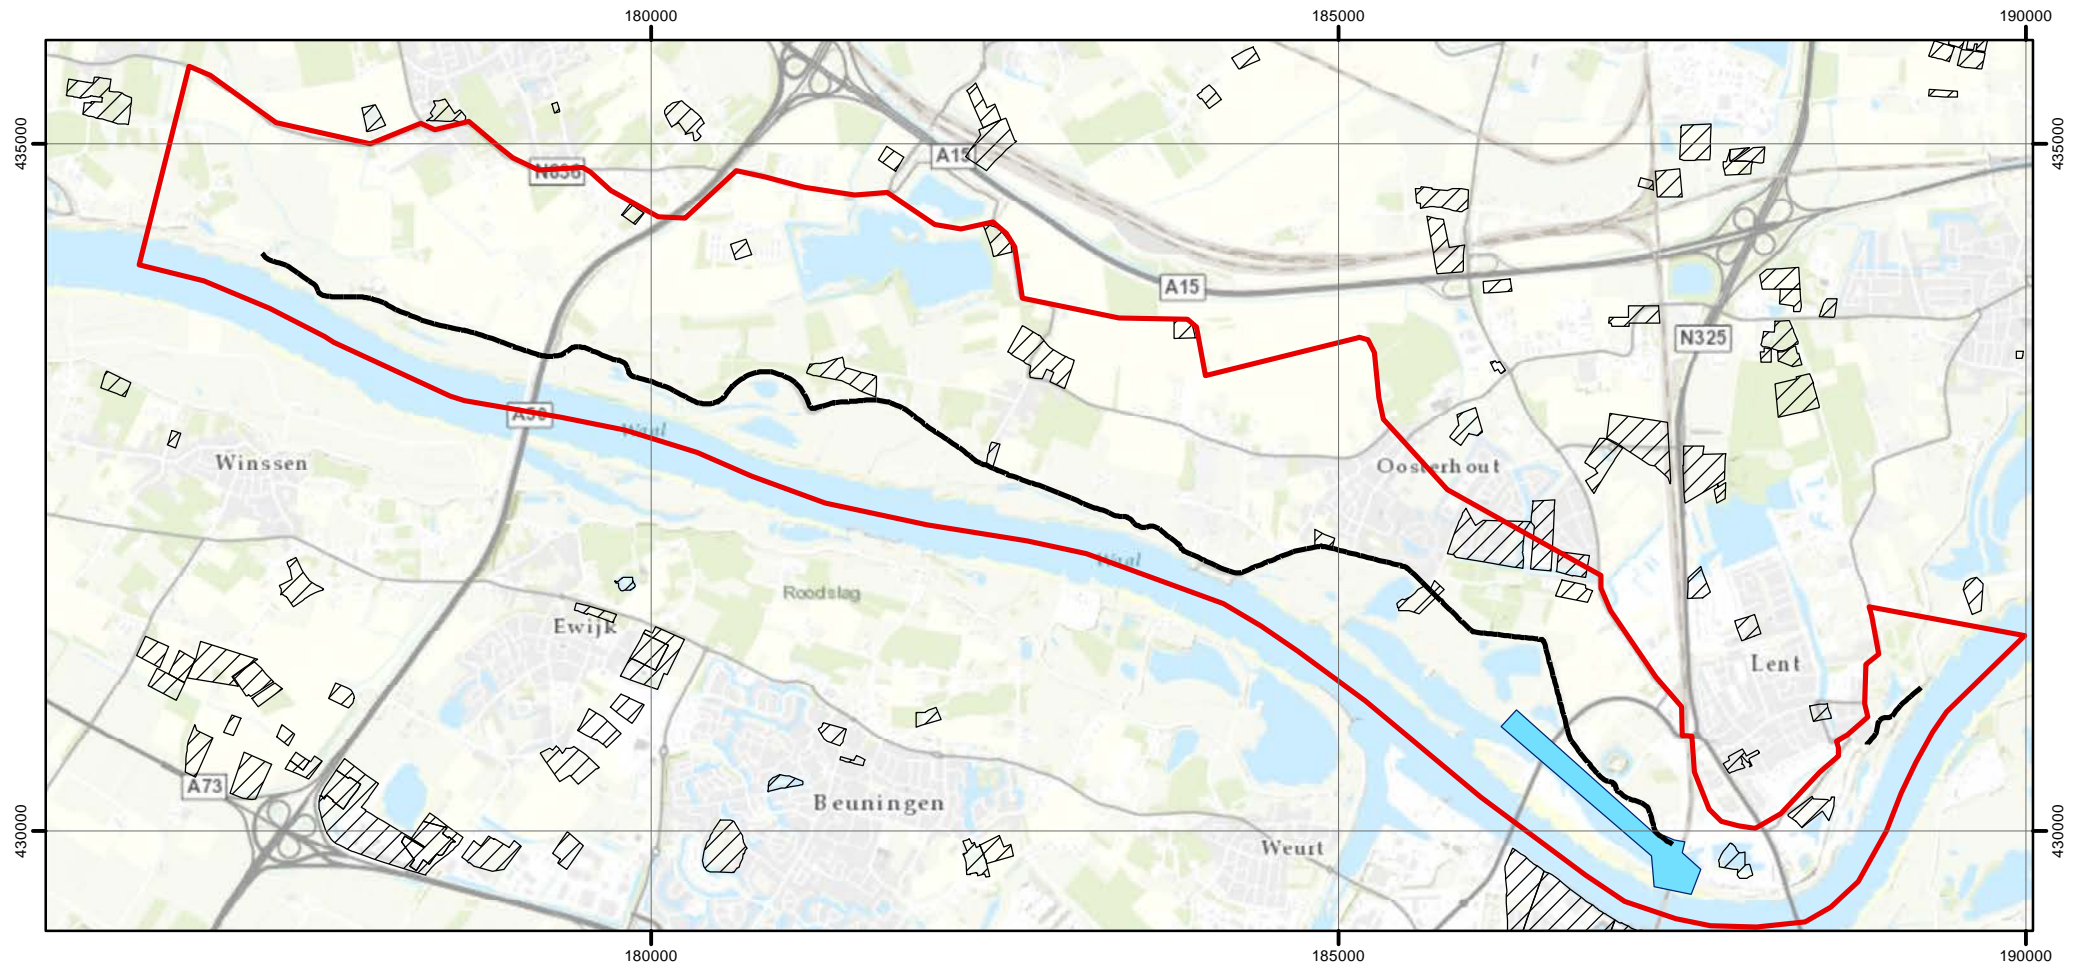 180000
185000
190000
435000
435000
A15
N836
A15
N325
A50
Waal
Winssen
Oosterhout
Waal
Roodslag
Ewijk
Lent
A73
Beuningen
430000
430000
Weurt
180000
185000
190000